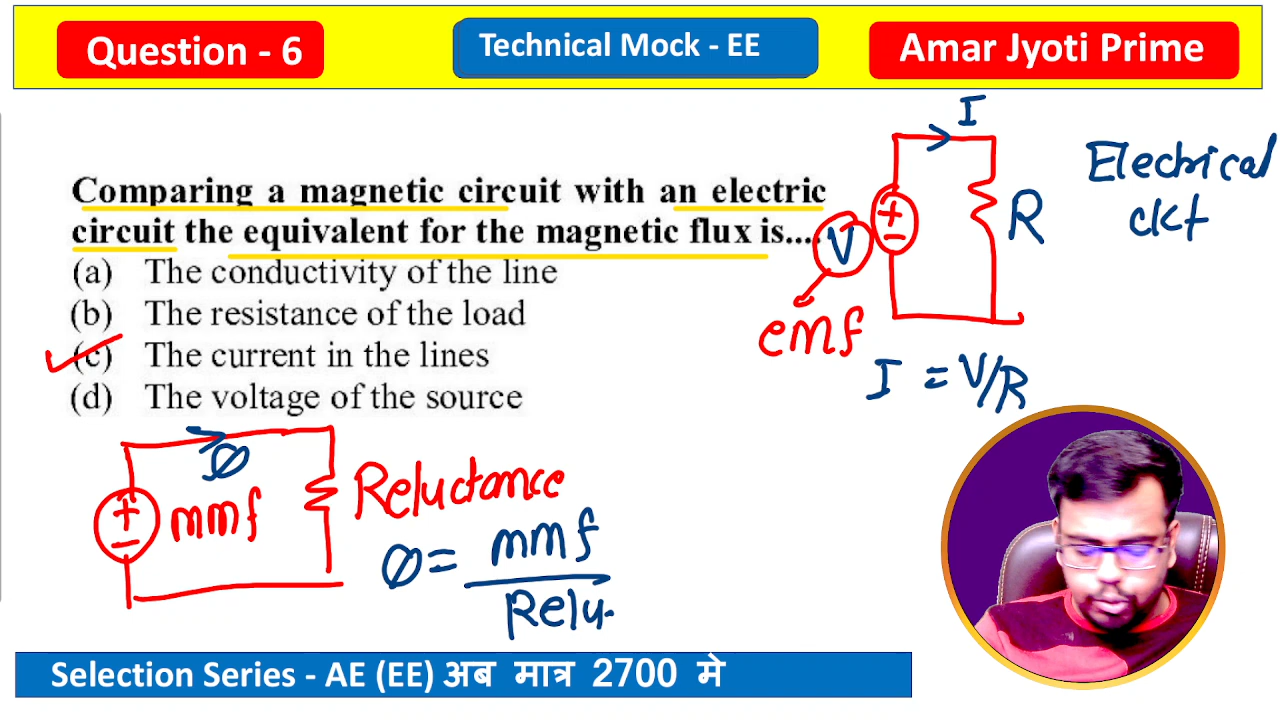 Question - 6
Technical Mock - EE
Amar Jyoti Prime
Comparing a magnetic circuit with an electric
circuit the equivalent for the magnetic flux is....
(a) The conductivity of the line
(b) The resistance of the load
(c) The current in the lines
(d) The voltage of the source
I
Electrical
ckt
+
-
V
R
emf
I = V/R
Ø
+
-
mmf
Reluctance
Ø = mmf
Relu.
Selection Series - AE (EE) अब मात्र 2700 मे